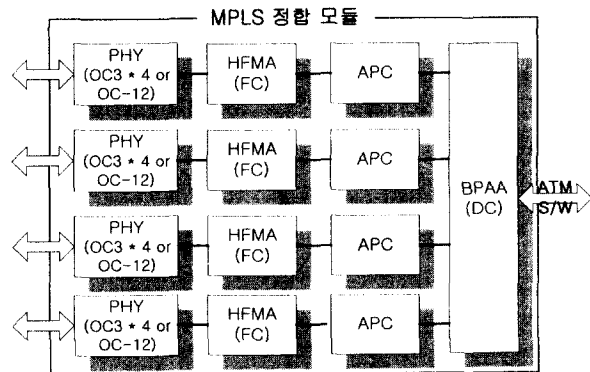 MPLS 정합 모듈
PHY
(OC3 * 4 or
OC-12)
HFMA
(FC)
APC
PHY
(OC3 * 4 or
OC-12)
HFMA
(FC)
APC
PHY
(OC3 * 4 or
OC-12)
HFMA
(FC)
APC
PHY
(OC3 * 4 or
OC-12)
HFMA
(FC)
APC
BPAA
(DC)
ATM
S/W